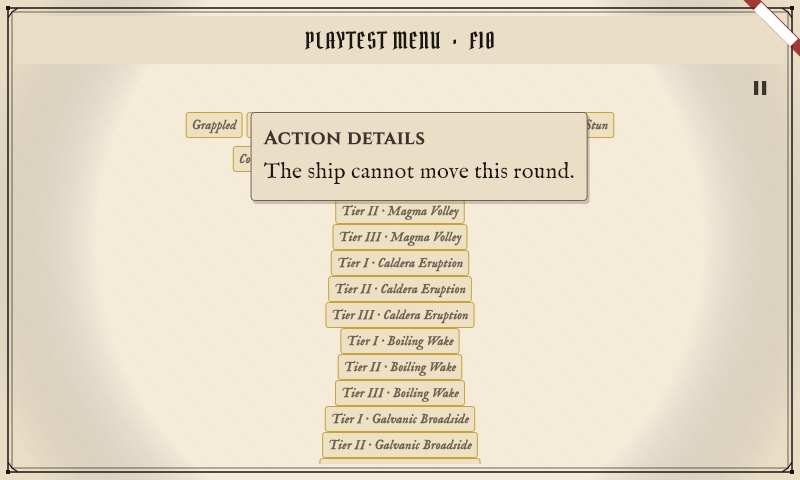 PLAYTEST MENU · F10
Grappled
Stun
Co
Action details
The ship cannot move this round.
Tier II · Magma Volley
Tier III · Magma Volley
Tier I · Caldera Eruption
Tier II · Caldera Eruption
Tier III · Caldera Eruption
Tier I · Boiling Wake
Tier II · Boiling Wake
Tier III · Boiling Wake
Tier I · Galvanic Broadside
Tier II · Galvanic Broadside